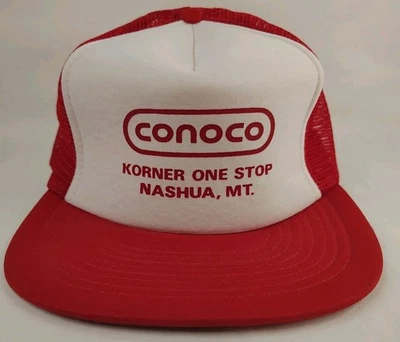 CONOCO
KORNER ONE STOP
NASHUA, MT.